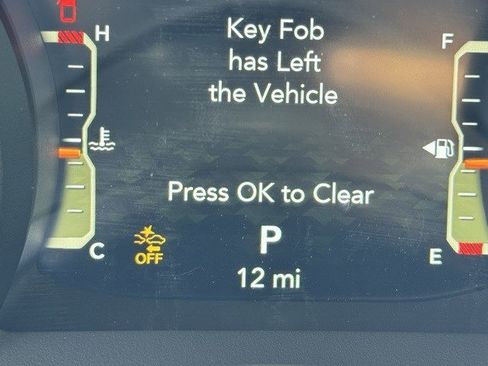 H
Key Fob
has Left
the Vehicle
F
Press OK to Clear
C
OFF
P
E
12 mi